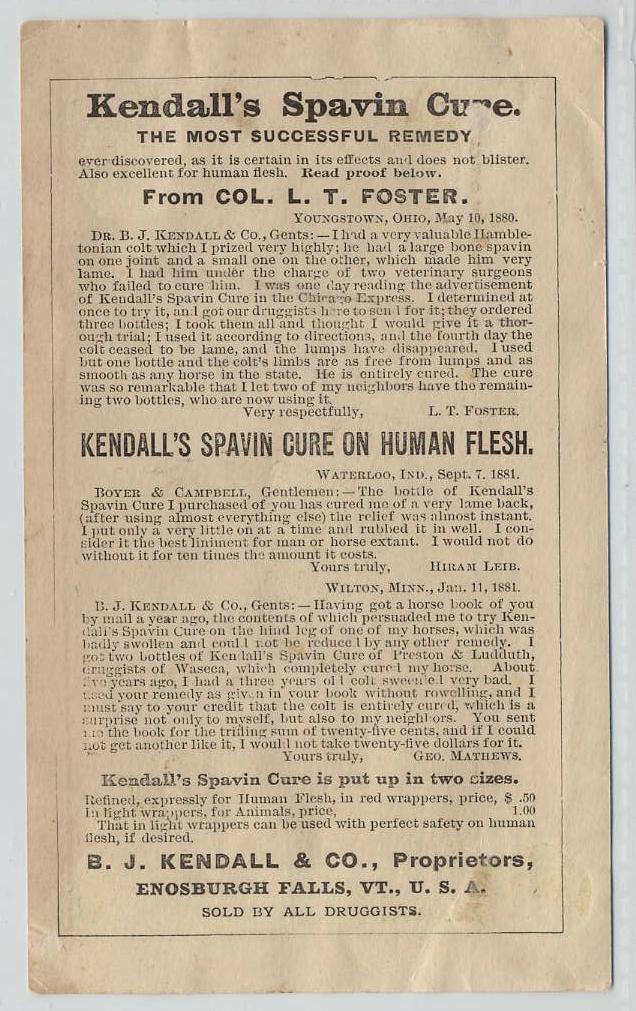 Kendall's Spavin Cure.
THE MOST SUCCESSFUL REMEDY
ever discovered, as it is certain in its effects and does not blister.
Also excellent for human flesh. Read proof below.
From COL. L. T. FOSTER.
YOUNGSTOWN, OHIO, May 10, 1880.
DR. B. J. KENDALL & CO., Gents:—I had a very valuable Hamble-
tonian colt which I prized very highly; he had a large bone spavin
on one joint and a small one on the other, which made him very
lame. I had him under the charge of two veterinary surgeons
who failed to cure him. I was one day reading the advertisement
of Kendall's Spavin Cure in the Chicago Express. I determined at
once to try it, and got our druggists here to send for it; they ordered
three bottles; I took them all and thought I would give it a thor-
ough trial; I used it according to directions, and the fourth day the
colt ceased to be lame, and the lumps have disappeared. I used
but one bottle and the colt's limbs are as free from lumps and as
smooth as any horse in the state. He is entirely cured. The cure
was so remarkable that I let two of my neighbors have the remain-
ing two bottles, who are now using it.
Very respectfully, L. T. FOSTER.
KENDALL'S SPAVIN CURE ON HUMAN FLESH.
WATERLOO, IND., Sept. 7. 1881.
BOYER & CAMPBELL, Gentlemen:—The bottle of Kendall's
Spavin Cure I purchased of you has cured me of a very lame back,
(after using almost everything else) the relief was almost instant.
I put only a very little on at a time and rubbed it in well. I con-
sider it the best liniment for man or horse extant. I would not do
without it for ten times the amount it costs.
Yours truly, HIRAM LEIB.
WILTON, MINN., Jan. 11, 1881.
B. J. KENDALL & CO., Gents:—Having got a horse book of you
by mail a year ago, the contents of which persuaded me to try Ken-
dall's Spavin Cure on the hind leg of one of my horses, which was
badly swollen and could not be reduced by any other remedy. I
got two bottles of Kendall's Spavin Cure of Preston & Ludduth,
druggists of Waseca, which completely cured my horse. About
five years ago, I had a three years old colt sweenied very bad. I
used your remedy as given in your book without rowelling, and I
must say to your credit that the colt is entirely cured, which is a
surprise not only to myself, but also to my neighbors. You sent
me the book for the trifling sum of twenty-five cents, and if I could
not get another like it, I would not take twenty-five dollars for it.
Yours truly, GEO. MATHEWS.
Kendall's Spavin Cure is put up in two sizes.
Refined, expressly for Human Flesh, in red wrappers, price, $ .50
In light wrappers, for Animals, price, 1.00
That in light wrappers can be used with perfect safety on human
flesh, if desired.
B. J. KENDALL & CO., Proprietors,
ENOSBURGH FALLS, VT., U. S. A.
SOLD BY ALL DRUGGISTS.